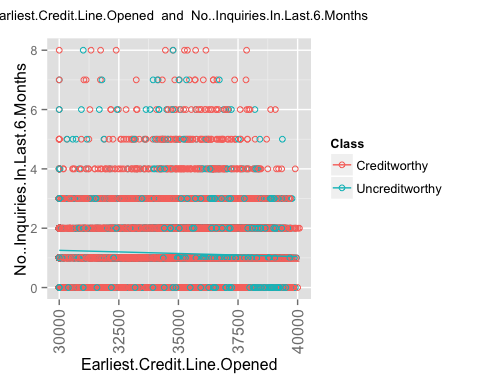 arliest.Credit.Line.Opened and No..Inquiries.In.Last.6.Months
No..Inquiries.In.Last.6.Months
8
6
4
2
0
30000
32500
35000
37500
40000
Earliest.Credit.Line.Opened
Class
Creditworthy
Uncreditworthy